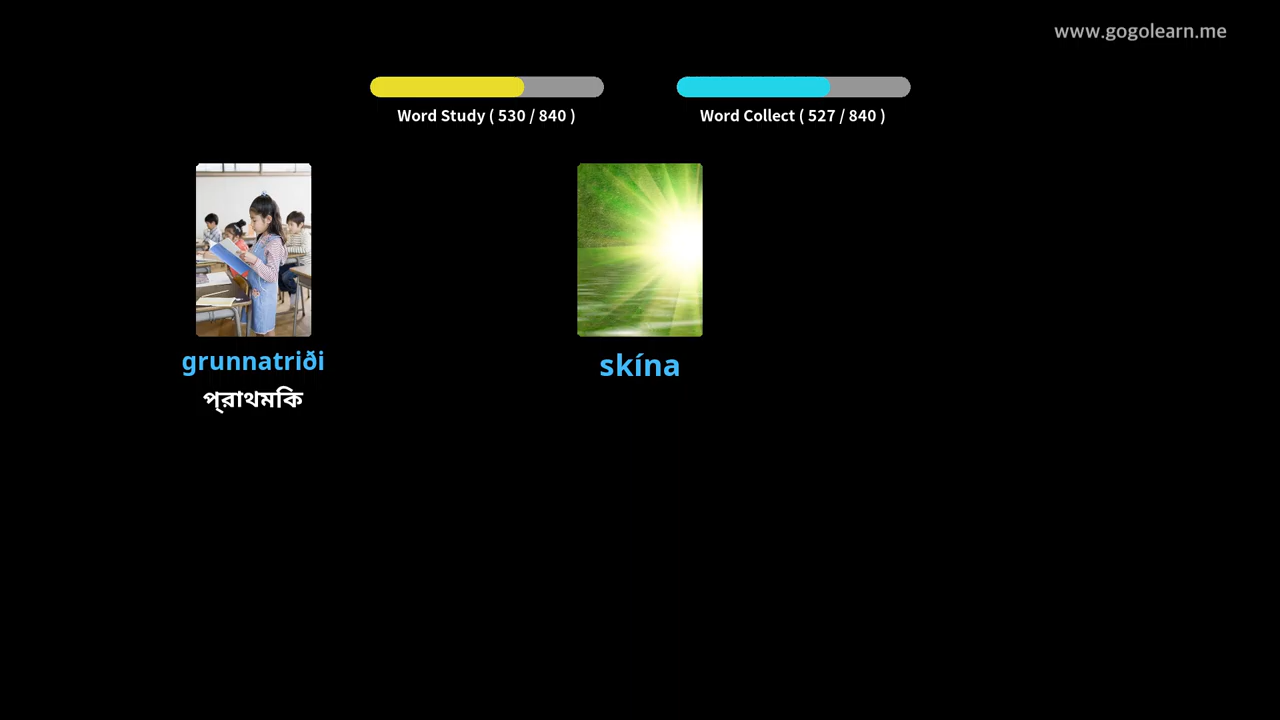 www.gogolearn.me
Word Study ( 530 / 840 )
Word Collect ( 527 / 840 )
grunnatriði
skína
প্রাথমিক